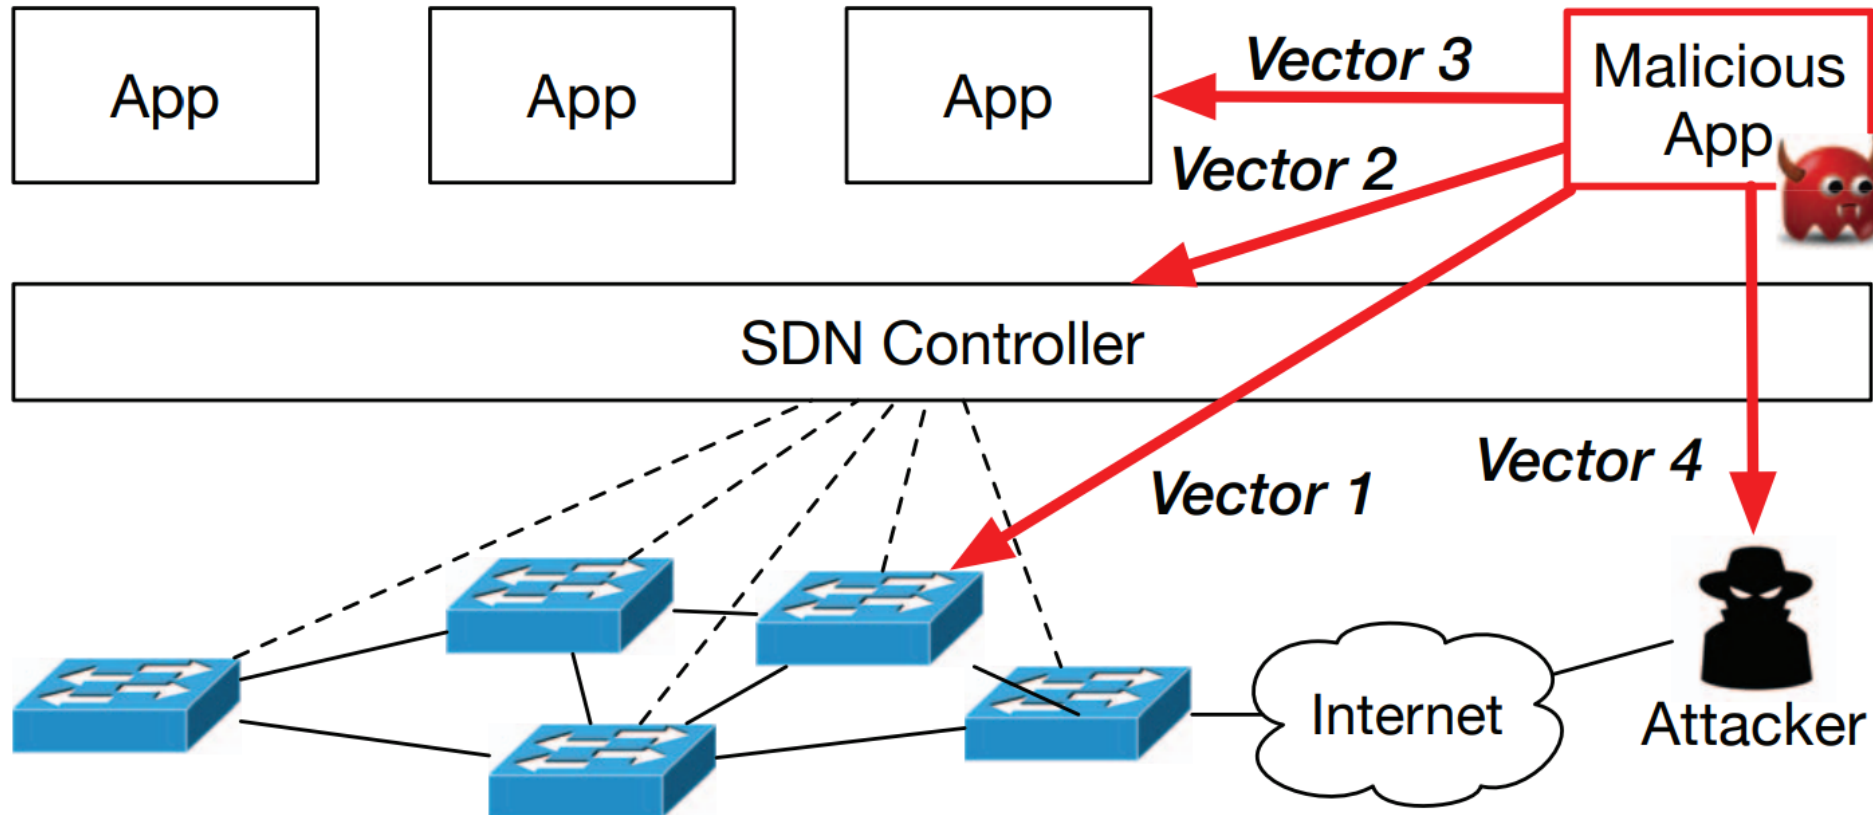 App
App
App
Vector 3
Malicious
App
Vector 2
SDN Controller
Vector 4
Vector 1
Internet
Attacker